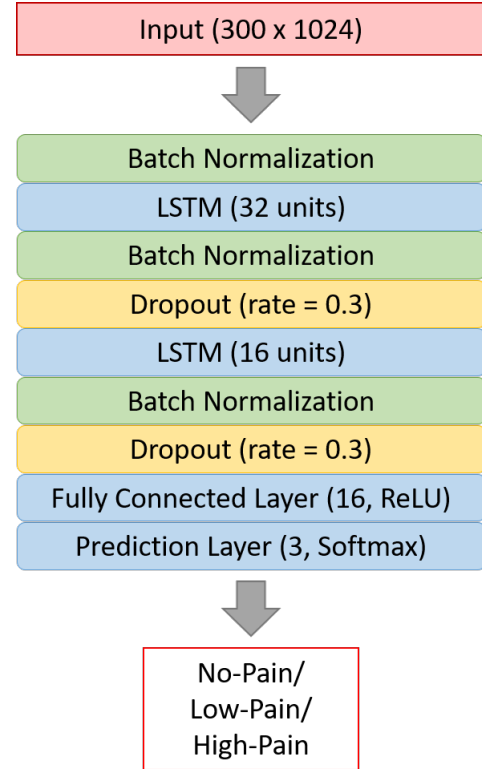 Input (300 x 1024)
Batch Normalization
LSTM (32 units)
Batch Normalization
Dropout (rate = 0.3)
LSTM (16 units)
Batch Normalization
Dropout (rate = 0.3)
Fully Connected Layer (16, ReLU)
Prediction Layer (3, Softmax)
No-Pain/
Low-Pain/
High-Pain